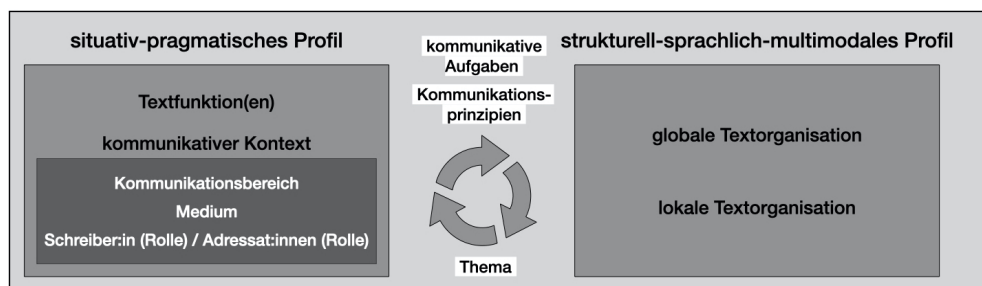 situativ-pragmatisches Profil
Textfunktion(en)
kommunikativer Kontext
Kommunikationsbereich
Medium
Schreiber:in (Rolle) / Adressat:innen (Rolle)
kommunikative
Aufgaben
Kommunikations-
prinzipien
Thema
strukturell-sprachlich-multimodales Profil
globale Textorganisation
lokale Textorganisation